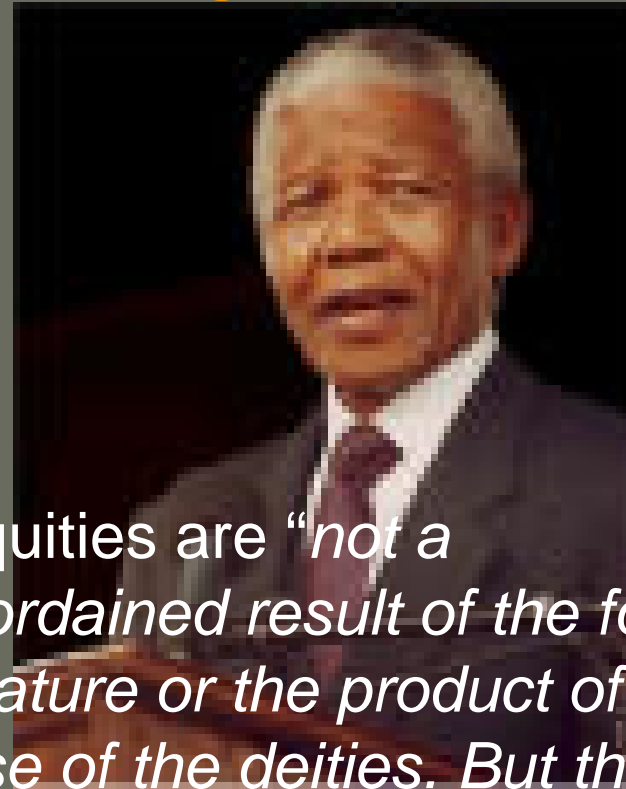 quities are “not a
ordained result of the fo
ature or the product of
se of the deities. But th